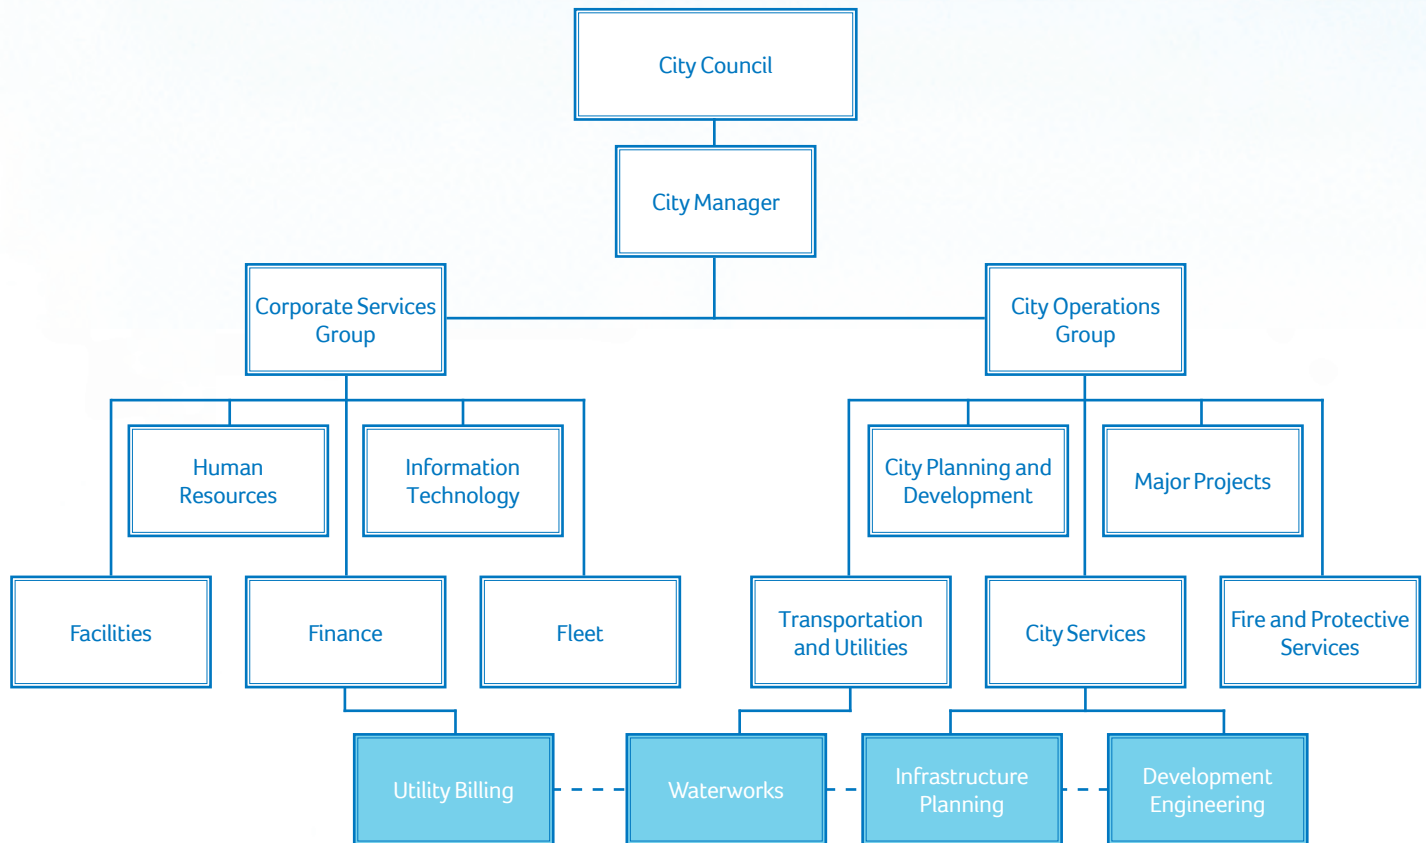 City Council
City Manager
Corporate Services
Group
City Operations
Group
Human
Resources
Information
Technology
City Planning and
Development
Major Projects
Facilities
Finance
Fleet
Transportation
and Utilities
City Services
Fire and Protective
Services
Utility Billing
Waterworks
Infrastructure
Planning
Development
Engineering